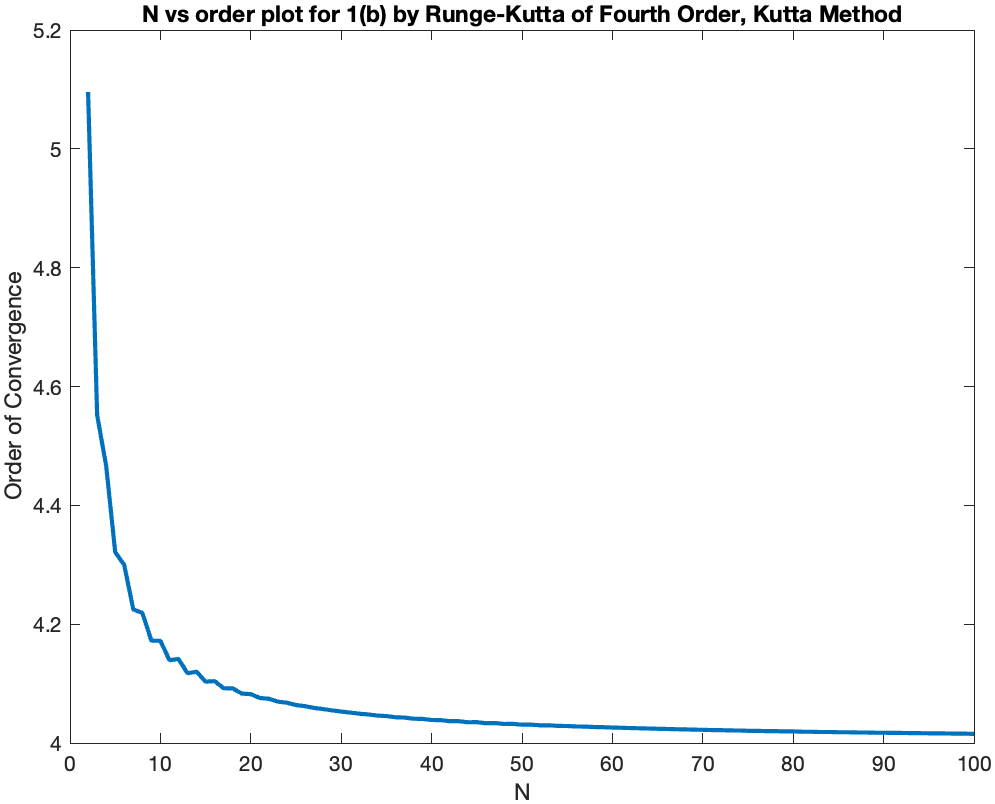 N vs order plot for 1(b) by Runge-Kutta of Fourth Order, Kutta Method
5.2
5
4.8
4.6
4.4
4.2
4
Order of Convergence
0 10 20 30 40 50 60 70 80 90 100
N